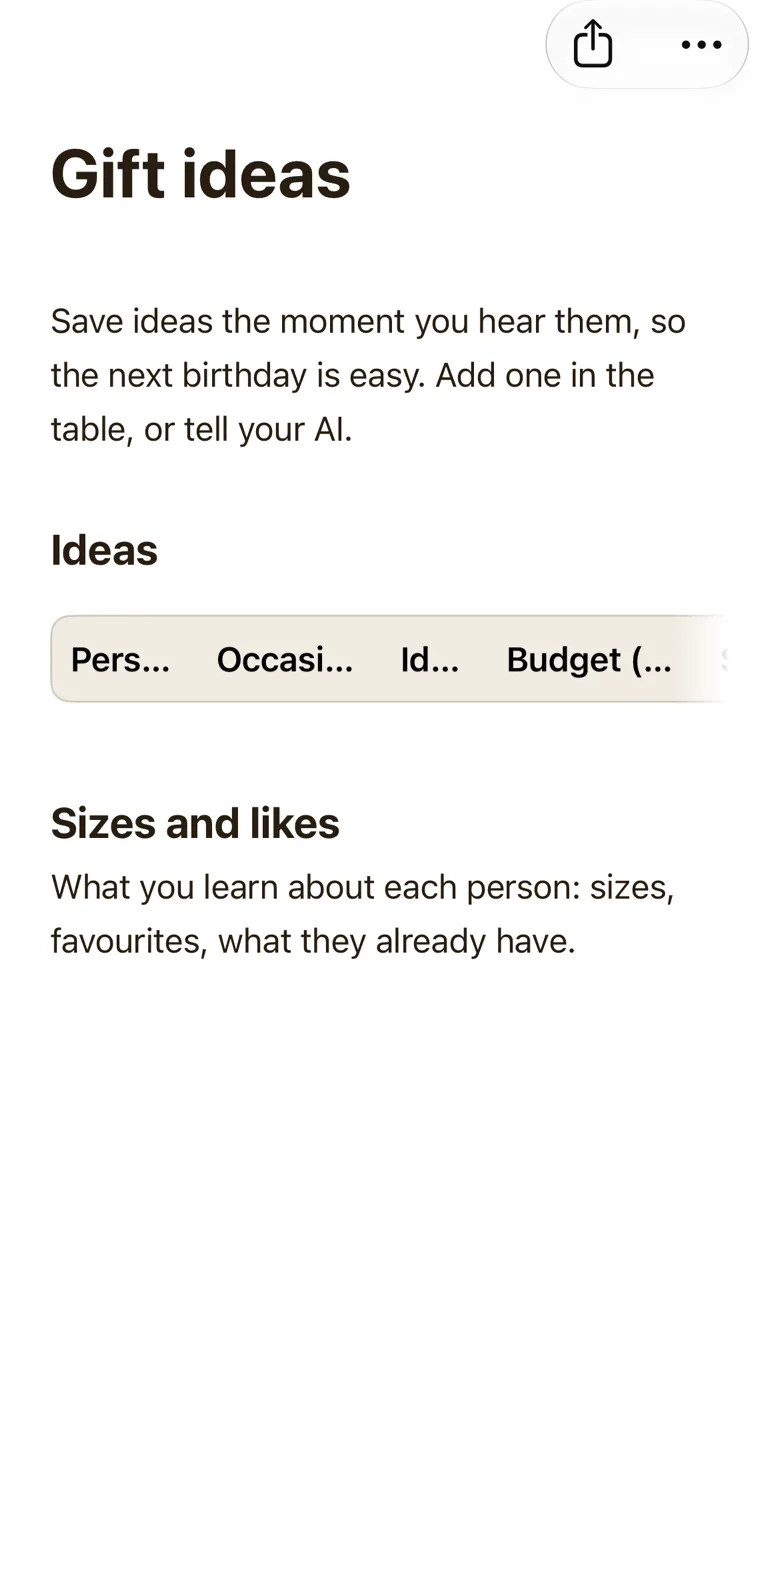 Gift ideas
Save ideas the moment you hear them, so
the next birthday is easy. Add one in the
table, or tell your AI.
Ideas
Pers... Occasi... Id... Budget (...
Sizes and likes
What you learn about each person: sizes,
favourites, what they already have.